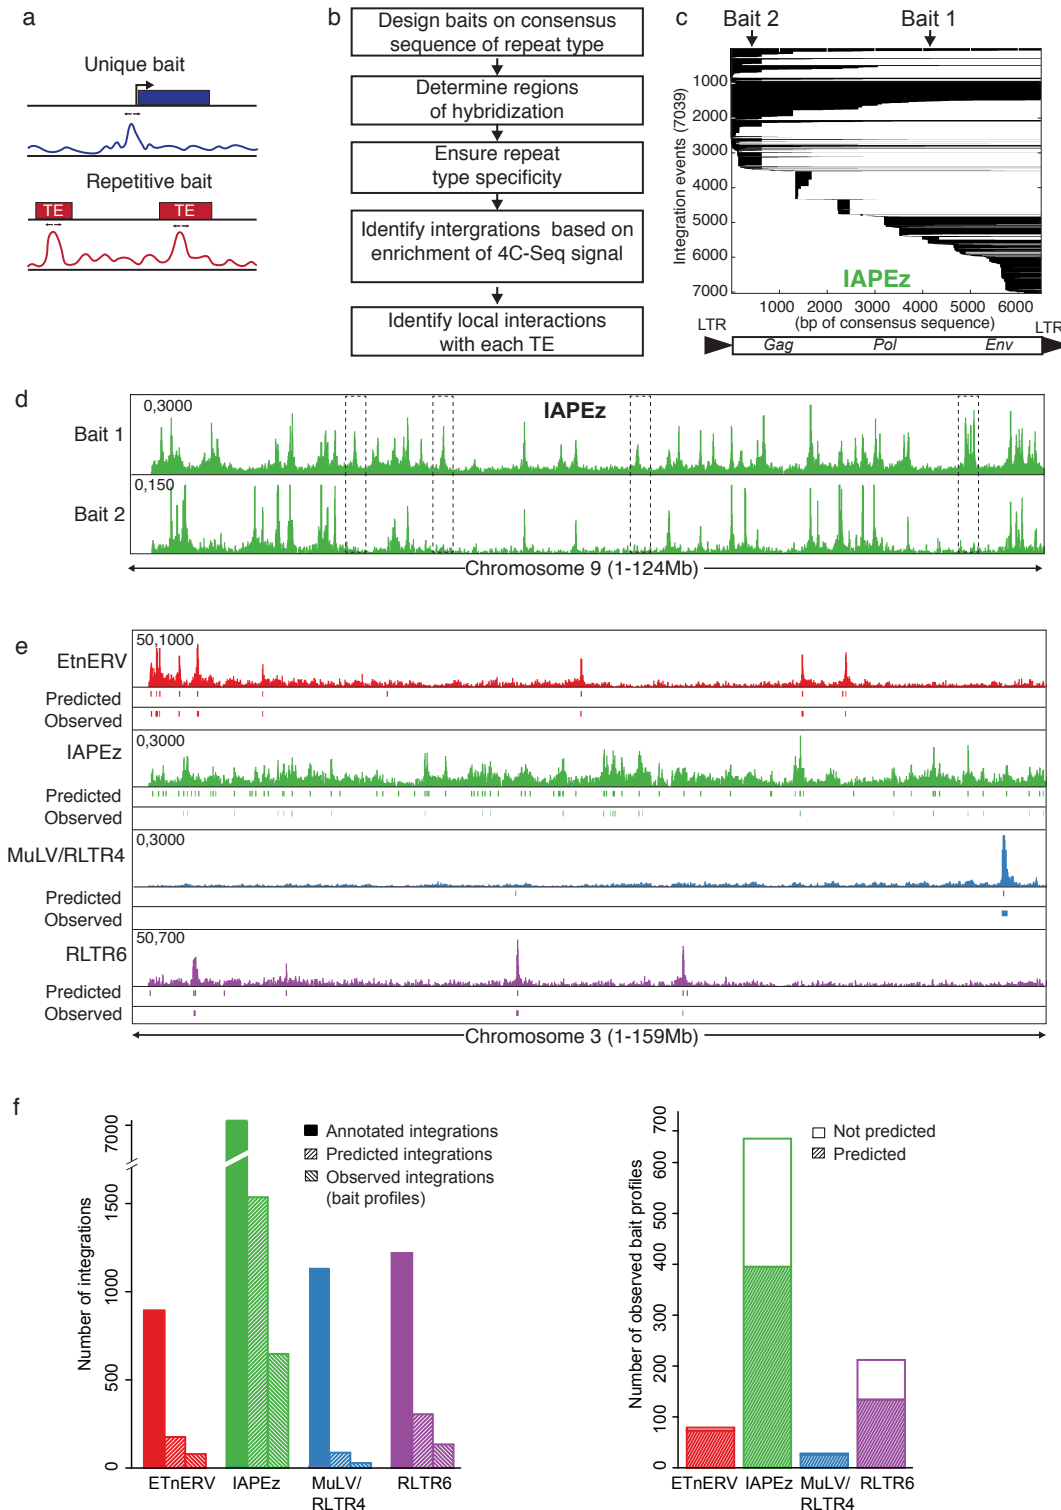 a
Unique bait
Repetitive bait
TE
TE
b
Design baits on consensus
sequence of repeat type
Determine regions
of hybridization
Ensure repeat
type specificity
Identify intergrations based on
enrichment of 4C-Seq signal
Identify local interactions
with each TE
c
Bait 2
Bait 1
Integration events (7039)
1000
2000
3000
4000
5000
6000
7000
IAPEz
1000 2000 3000 4000 5000 6000
(bp of consensus sequence)
LTR
LTR
Gag Pol Env
d
0,3000
IAPEz
Bait 1
0,150
Bait 2
Chromosome 9 (1-124Mb)
e
50,1000
EtnERV
Predicted
Observed
0,3000
IAPEz
Predicted
Observed
0,3000
MuLV/RLTR4
Predicted
Observed
50,700
RLTR6
Predicted
Observed
Chromosome 3 (1-159Mb)
f
Number of integrations
7000
1500
1000
500
0
Annotated integrations
Predicted integrations
Observed integrations
(bait profiles)
ETnERV IAPEz MuLV/ RLTR6
RLTR4
Number of observed bait profiles
700
600
500
400
300
200
100
0
Not predicted
Predicted
ETnERV IAPEz MuLV/ RLTR6
RLTR4